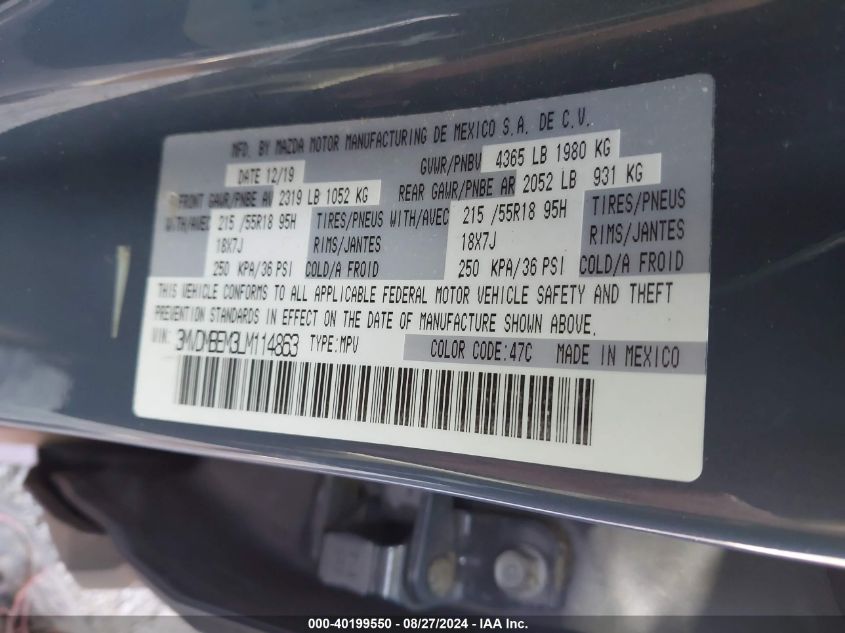 MFD. BY MAZDA MOTOR MANUFACTURING DE MEXICO S.A. DE C.V.
DATE 12/19 GVWR/PNBV 4365 LB 1980 KG
FRONT GAWR/PNBE AV 2319 LB 1052 KG REAR GAWR/PNBE AR 2052 LB 931 KG
WITH/AVEC 215 /55R18 95H TIRES/PNEUS WITH/AVEC 215 /55R18 95H TIRES/PNEUS
18X7J RIMS/JANTES 18X7J RIMS/JANTES
250 KPA/36 PSI COLD/A FROID 250 KPA/36 PSI COLD/A FROID
THIS VEHICLE CONFORMS TO ALL APPLICABLE FEDERAL MOTOR VEHICLE SAFETY AND THEFT
PREVENTION STANDARDS IN EFFECT ON THE DATE OF MANUFACTURE SHOWN ABOVE.
VIN: 3MVDMBEM3LM114863 TYPE:MPV COLOR CODE:47C MADE IN MEXICO
000-40199550 — 08/27/2024 — IAA Inc.